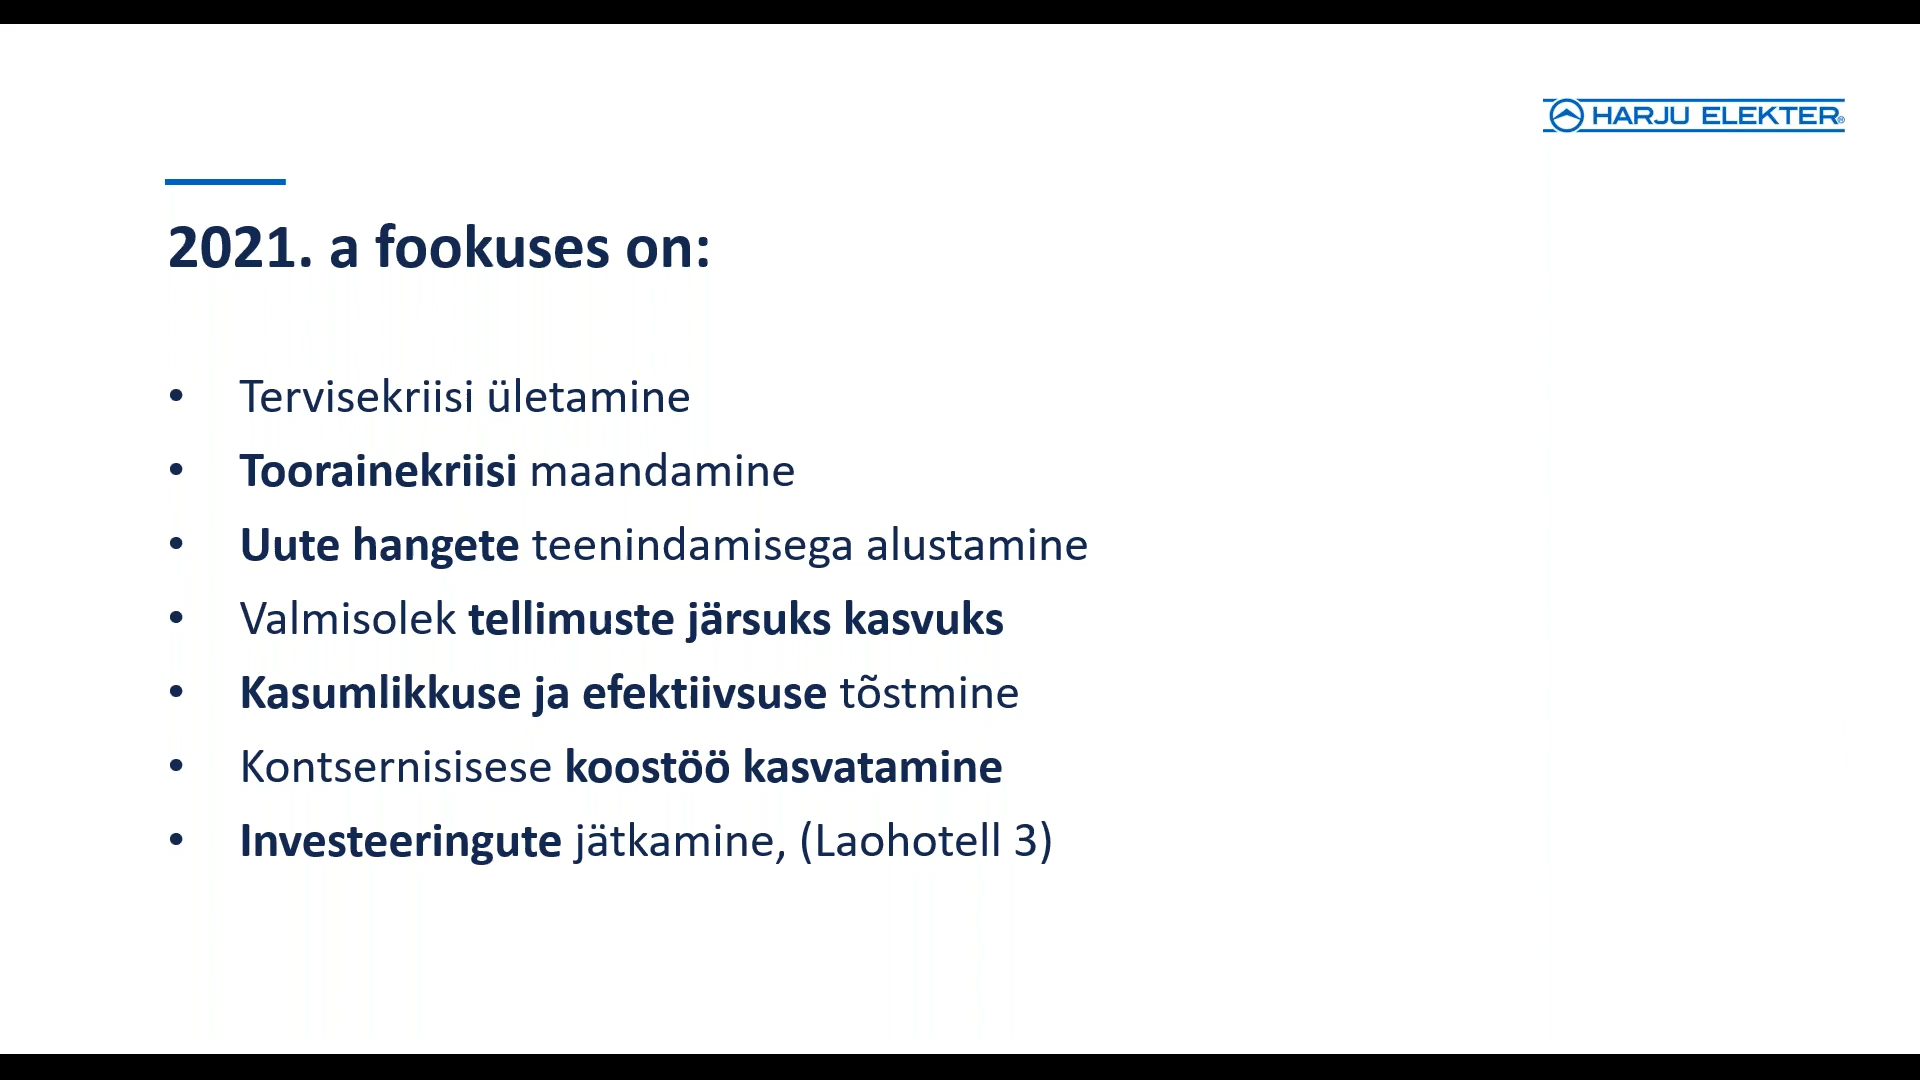 HARJU ELEKTER®
2021. a fookuses on:
• Tervisekriisi ületamine
• Toorainekriisi maandamine
• Uute hangete teenindamisega alustamine
• Valmisolek tellimuste järsuks kasvuks
• Kasumlikkuse ja efektiivsuse tõstmine
• Kontsernisisese koostöö kasvatamine
• Investeeringute jätkamine, (Laohotell 3)